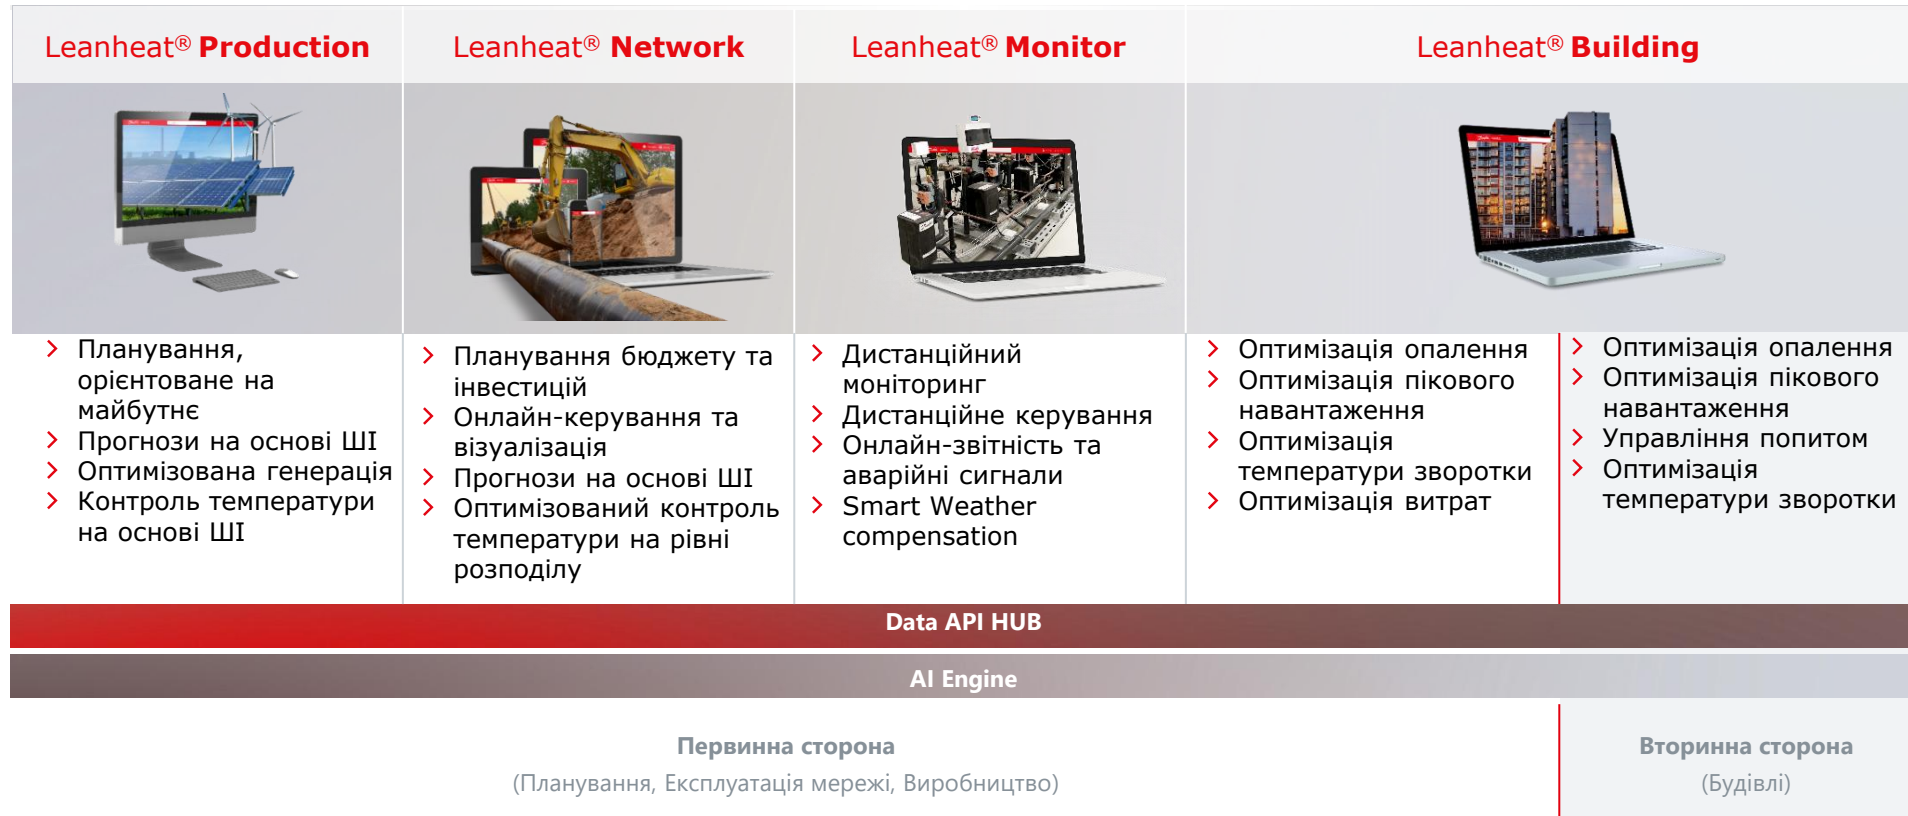 Leanheat® Production
Leanheat® Network
Leanheat® Monitor
Leanheat® Building
Планування,
орієнтоване на
майбутнє
Прогнози на основі ШІ
Оптимізована генерація
Контроль температури
на основі ШІ
Планування бюджету та
інвестицій
Онлайн-керування та
візуалізація
Прогнози на основі ШІ
Оптимізований контроль
температури на рівні
розподілу
Дистанційний
моніторинг
Дистанційне керування
Онлайн-звітність та
аварійні сигнали
Smart Weather
compensation
Оптимізація опалення
Оптимізація пікового
навантаження
Оптимізація
температури зворотки
Оптимізація витрат
Оптимізація опалення
Оптимізація пікового
навантаження
Управління попитом
Оптимізація
температури зворотки
Data API HUB
AI Engine
Первинна сторона
(Планування, Експлуатація мережі, Виробництво)
Вторинна сторона
(Будівлі)